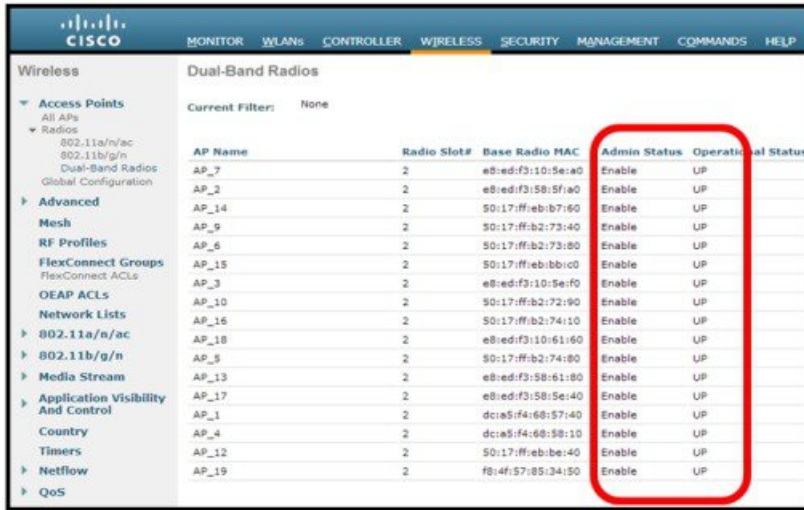 CISCO
MONITOR WLANs CONTROLLER WIRELESS SECURITY MANAGEMENT COMMANDS HELP
Wireless
Access Points
All APs
Radios
802.11a/n/ac
802.11b/g/n
Dual-Band Radios
Global Configuration
Advanced
Mesh
RF Profiles
FlexConnect Groups
FlexConnect ACLs
OEAP ACLs
Network Lists
802.11a/n/ac
802.11b/g/n
Media Stream
Application Visibility
And Control
Country
Timers
Netflow
QoS
Dual-Band Radios
Current Filter: None
AP Name Radio Slot# Base Radio MAC Admin Status Operational Status
AP_7 2 e8:ed:f3:10:5e:a0 Enable UP
AP_2 2 e8:ed:f3:58:5f:a0 Enable UP
AP_14 2 50:17:ff:eb:b7:60 Enable UP
AP_9 2 50:17:ff:b2:73:40 Enable UP
AP_6 2 50:17:ff:b2:73:80 Enable UP
AP_15 2 50:17:ff:eb:bb:c0 Enable UP
AP_3 2 e8:ed:f3:10:5e:f0 Enable UP
AP_10 2 50:17:ff:b2:72:90 Enable UP
AP_16 2 50:17:ff:b2:74:10 Enable UP
AP_18 2 e8:ed:f3:10:61:60 Enable UP
AP_5 2 50:17:ff:b2:74:80 Enable UP
AP_13 2 e8:ed:f3:58:61:80 Enable UP
AP_17 2 e8:ed:f3:58:5e:40 Enable UP
AP_1 2 dc:a5:f4:68:57:40 Enable UP
AP_4 2 dc:a5:f4:68:58:10 Enable UP
AP_12 2 50:17:ff:eb:be:40 Enable UP
AP_19 2 f8:4f:57:85:34:50 Enable UP